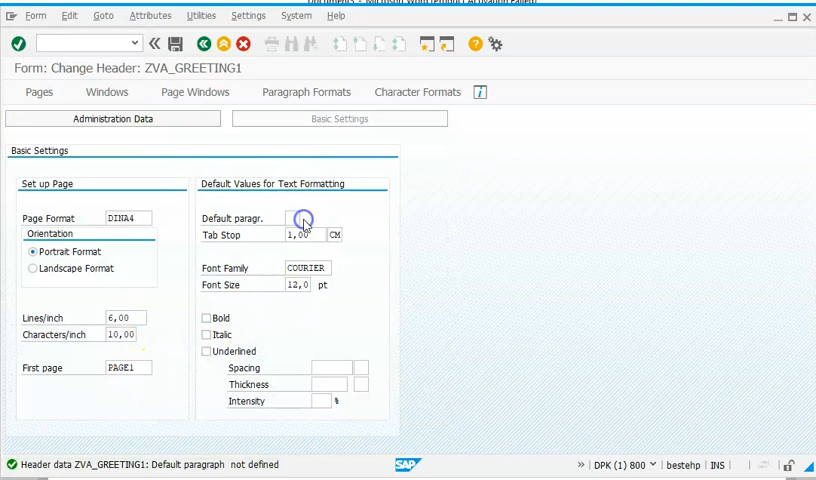 Form Edit Goto Attributes Utilities Settings System Help
Form: Change Header: ZVA_GREETING1
Pages Windows Page Windows Paragraph Formats Character Formats
Administration Data Basic Settings
Basic Settings
Set up Page Default Values for Text Formatting
Page Format DINA4 Default paragr.
Orientation Tab Stop 1,00 CM
Portrait Format
Landscape Format Font Family COURIER
Font Size 12,0 pt
Lines/inch 6,00 Bold
Characters/inch 10,00 Italic
Underlined
First page PAGE1 Spacing
Thickness
Intensity %
Header data ZVA_GREETING1: Default paragraph not defined SAP DPK (1) 800 bestehp INS